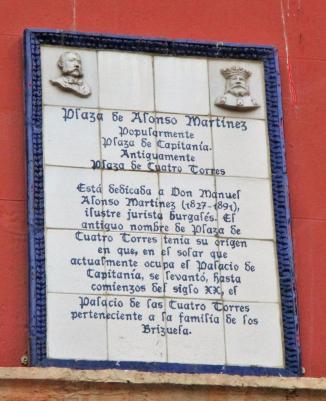 Plaza de Alonso Martínez
Popularmente
Plaza de Capitanía.
Antiguamente
Plaza de Cuatro Torres
Está dedicada a Don Manuel
Alonso Martínez (1827-1891),
ilustre jurista burgalés. El
antiguo nombre de Plaza de
Cuatro Torres tenía su origen
en que, en el solar que
actualmente ocupa el Palacio de
Capitanía, se levantó, hasta
comienzos del siglo XX, el
Palacio de las Cuatro Torres
perteneciente a la familia de los
Brizuela.